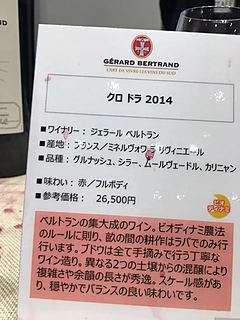 GÉRARD BERTRAND
L'ART DE VIVRE LES VINS DU SUD
クロ ドラ 2014
■ワイナリー： ジェラール ベルトラン
■産地： フランス／ミネルヴォワ ラ リヴィニエール
■品種： グルナッシュ、シラー、ムールヴェードル、カリニャン
■味わい： 赤／フルボディ
■参考価格： 26,500円
ビオ
ディナミ
ベルトランの集大成のワイン。ビオディナミ農法
のルールに則り、畝の間の耕作はラバでのみ行
行います。ブドウは全て手摘みで行う丁寧な
ワイン造り。異なる2つの土壌からの混醸により
複雑さや余韻の長さが秀逸。スケール感があ
り、穏やかでバランスの良い味わいです。